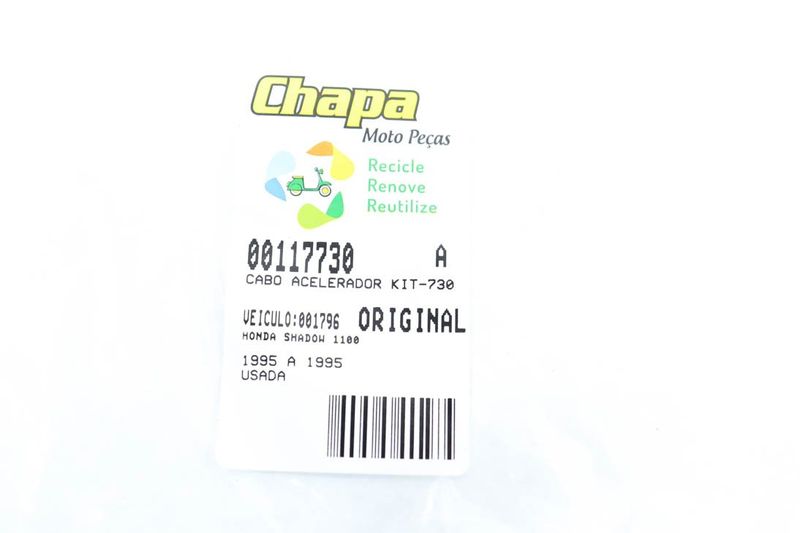 Chapa
Moto Peças
Recicle
Renove
Reutilize
00117730 A
CABO ACELERADOR KIT-730
VEICULO:001796 ORIGINAL
HONDA SHADOW 1100
1995 A 1995
USADA